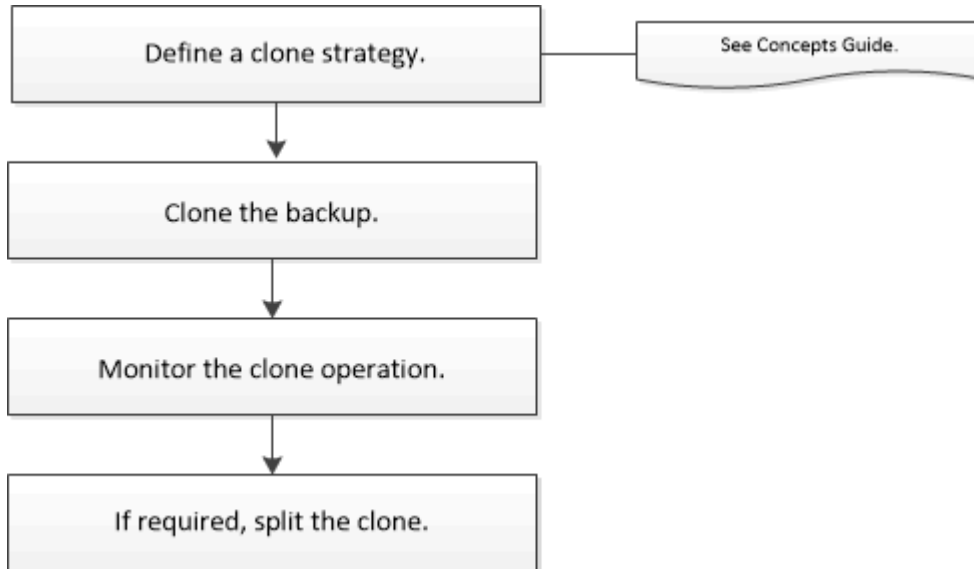 Define a clone strategy.
See Concepts Guide.
Clone the backup.
Monitor the clone operation.
If required, split the clone.